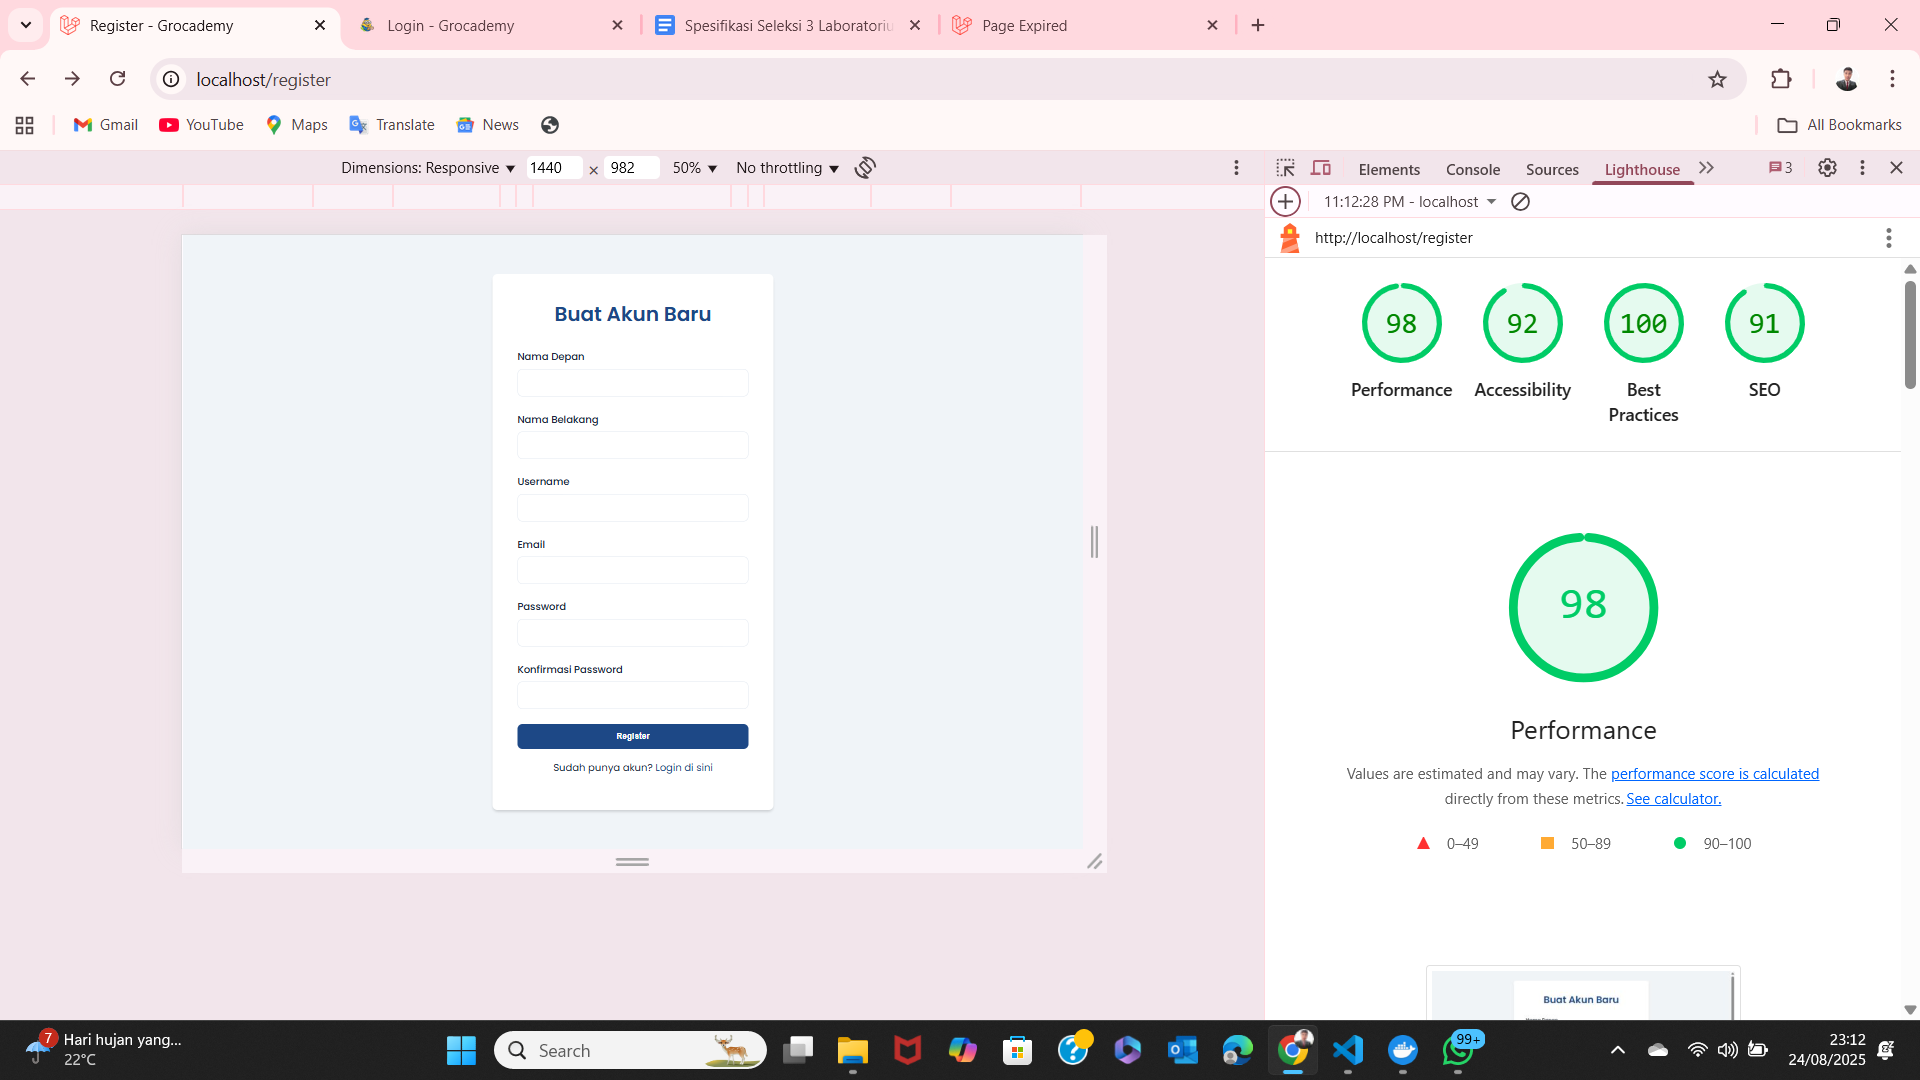 Register - Grocademy
Login - Grocademy
Spesifikasi Seleksi 3 Laboratoriu
Page Expired
localhost/register
Gmail
YouTube
Maps
Translate
News
All Bookmarks
Dimensions: Responsive
1440
×
982
50%
No throttling
Elements
Console
Sources
Lighthouse
3
11:12:28 PM - localhost
http://localhost/register
98
92
100
91
Performance
Accessibility
Best
Practices
SEO
98
Performance
Values are estimated and may vary. The performance score is calculated
directly from these metrics. See calculator.
0–49
50–89
90–100
Buat Akun Baru
Buat Akun Baru
Nama Depan
Nama Belakang
Username
Email
Password
Konfirmasi Password
Register
Sudah punya akun? Login di sini
7
Hari hujan yang...
22°C
Search
99+
23:12
24/08/2025